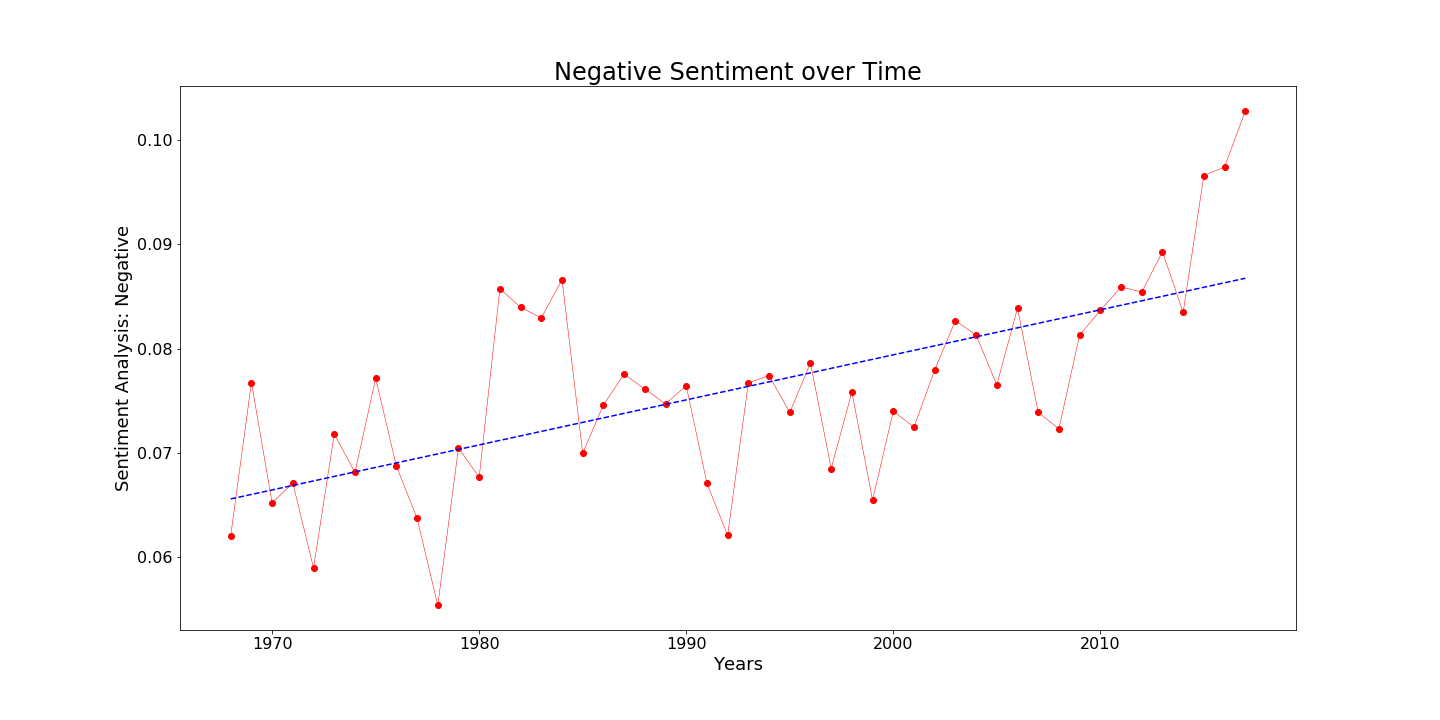 Negative Sentiment over Time
0.10
0.09
0.08
0.07
0.06
Sentiment Analysis: Negative
1970 1980 1990 2000 2010
Years